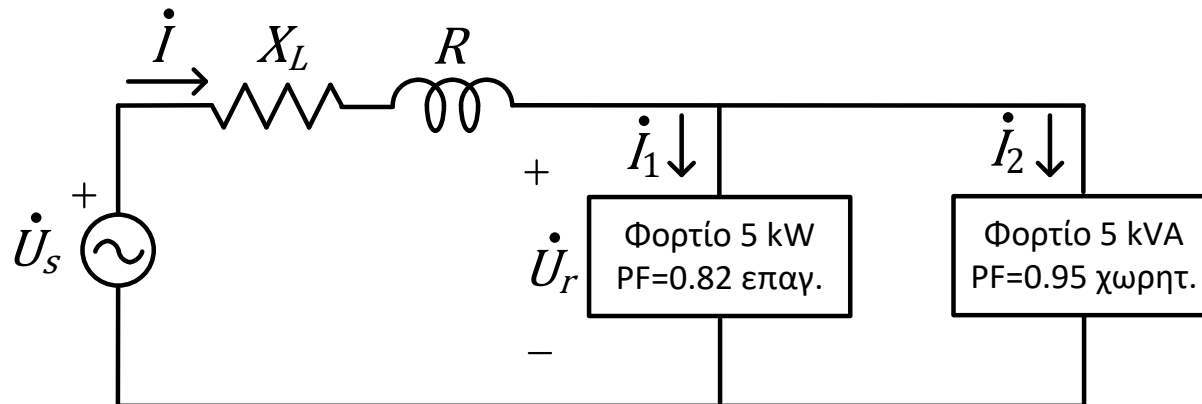 İ
X_L
R
+
U̇_s
+
U̇_r
−
İ_1
Φορτίο 5 kW
PF=0.82 επαγ.
İ_2
Φορτίο 5 kVA
PF=0.95 χωρητ.